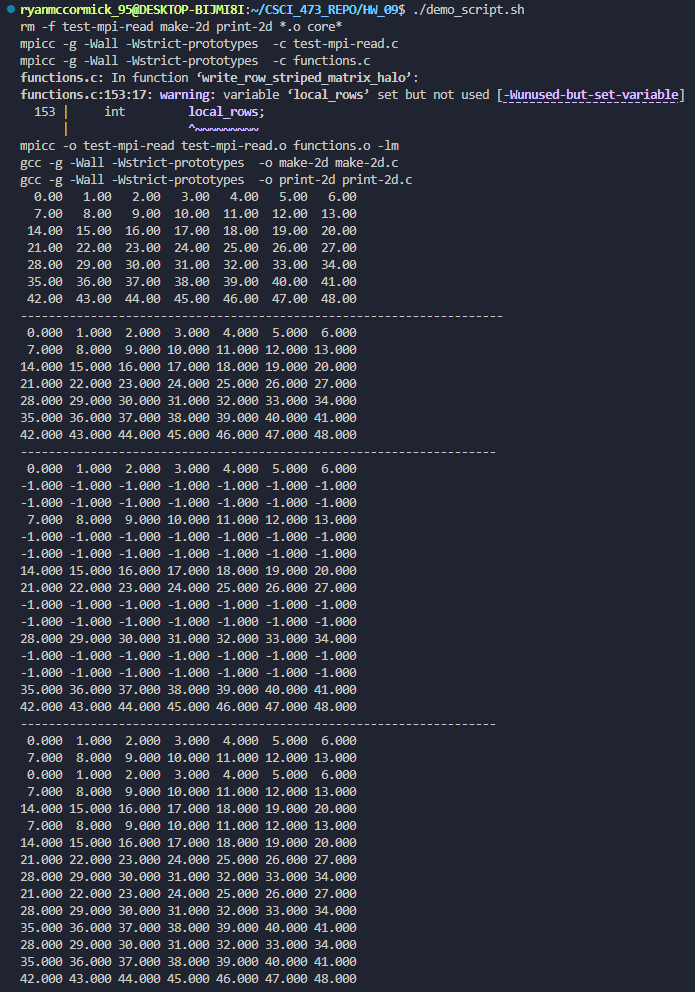 ryanmccormick_95@DESKTOP-BIJMI8I:~/CSCI_473_REPO/HW_09$ ./demo_script.sh
rm -f test-mpi-read make-2d print-2d *.o core*
mpicc -g -Wall -Wstrict-prototypes  -c test-mpi-read.c
mpicc -g -Wall -Wstrict-prototypes  -c functions.c
functions.c: In function ‘write_row_striped_matrix_halo’:
functions.c:153:17: warning: variable ‘local_rows’ set but not used [-Wunused-but-set-variable]
  153 |     int         local_rows;
      |                 ^~~~~~~~~~
mpicc -o test-mpi-read test-mpi-read.o functions.o -lm
gcc -g -Wall -Wstrict-prototypes  -o make-2d make-2d.c
gcc -g -Wall -Wstrict-prototypes  -o print-2d print-2d.c
  0.00   1.00   2.00   3.00   4.00   5.00   6.00
  7.00   8.00   9.00  10.00  11.00  12.00  13.00
 14.00  15.00  16.00  17.00  18.00  19.00  20.00
 21.00  22.00  23.00  24.00  25.00  26.00  27.00
 28.00  29.00  30.00  31.00  32.00  33.00  34.00
 35.00  36.00  37.00  38.00  39.00  40.00  41.00
 42.00  43.00  44.00  45.00  46.00  47.00  48.00
---------------------------------------------------------------------
 0.000  1.000  2.000  3.000  4.000  5.000  6.000
 7.000  8.000  9.000 10.000 11.000 12.000 13.000
14.000 15.000 16.000 17.000 18.000 19.000 20.000
21.000 22.000 23.000 24.000 25.000 26.000 27.000
28.000 29.000 30.000 31.000 32.000 33.000 34.000
35.000 36.000 37.000 38.000 39.000 40.000 41.000
42.000 43.000 44.000 45.000 46.000 47.000 48.000
--------------------------------------------------------------------
 0.000  1.000  2.000  3.000  4.000  5.000  6.000
-1.000 -1.000 -1.000 -1.000 -1.000 -1.000 -1.000
-1.000 -1.000 -1.000 -1.000 -1.000 -1.000 -1.000
 7.000  8.000  9.000 10.000 11.000 12.000 13.000
-1.000 -1.000 -1.000 -1.000 -1.000 -1.000 -1.000
-1.000 -1.000 -1.000 -1.000 -1.000 -1.000 -1.000
14.000 15.000 16.000 17.000 18.000 19.000 20.000
21.000 22.000 23.000 24.000 25.000 26.000 27.000
-1.000 -1.000 -1.000 -1.000 -1.000 -1.000 -1.000
-1.000 -1.000 -1.000 -1.000 -1.000 -1.000 -1.000
28.000 29.000 30.000 31.000 32.000 33.000 34.000
-1.000 -1.000 -1.000 -1.000 -1.000 -1.000 -1.000
-1.000 -1.000 -1.000 -1.000 -1.000 -1.000 -1.000
35.000 36.000 37.000 38.000 39.000 40.000 41.000
42.000 43.000 44.000 45.000 46.000 47.000 48.000
--------------------------------------------------------------------
 0.000  1.000  2.000  3.000  4.000  5.000  6.000
 7.000  8.000  9.000 10.000 11.000 12.000 13.000
 0.000  1.000  2.000  3.000  4.000  5.000  6.000
 7.000  8.000  9.000 10.000 11.000 12.000 13.000
14.000 15.000 16.000 17.000 18.000 19.000 20.000
 7.000  8.000  9.000 10.000 11.000 12.000 13.000
14.000 15.000 16.000 17.000 18.000 19.000 20.000
21.000 22.000 23.000 24.000 25.000 26.000 27.000
28.000 29.000 30.000 31.000 32.000 33.000 34.000
21.000 22.000 23.000 24.000 25.000 26.000 27.000
28.000 29.000 30.000 31.000 32.000 33.000 34.000
35.000 36.000 37.000 38.000 39.000 40.000 41.000
28.000 29.000 30.000 31.000 32.000 33.000 34.000
35.000 36.000 37.000 38.000 39.000 40.000 41.000
42.000 43.000 44.000 45.000 46.000 47.000 48.000